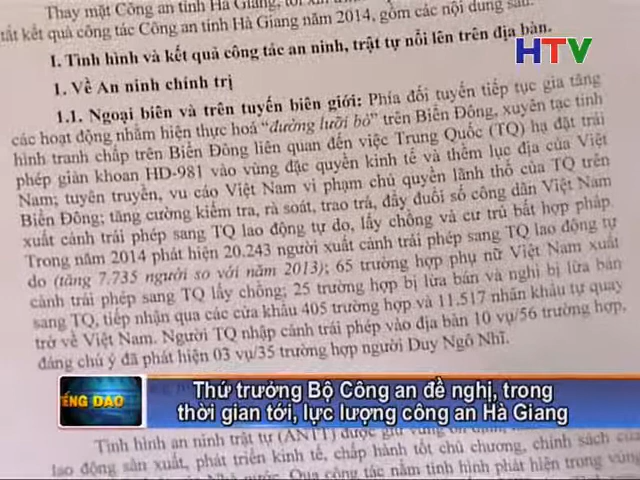 Thay mặt Công an tỉnh Hà Giang, tôi xin
tắt kết quả công tác Công an tỉnh Hà Giang năm 2014, gồm các nội dung sau:
HTV
I. Tình hình và kết quả công tác an ninh, trật tự nổi lên trên địa bàn.
1. Về An ninh chính trị
1.1. Ngoại biên và trên tuyến biên giới: Phía đối tuyến tiếp tục gia tăng
các hoạt động nhằm hiện thực hoá “đường lưỡi bò” trên Biển Đông, xuyên tạc tình
hình tranh chấp trên Biển Đông liên quan đến việc Trung Quốc (TQ) hạ đặt trái
phép giàn khoan HD-981 vào vùng đặc quyền kinh tế và thềm lục địa của Việt
Nam; tuyên truyền, vu cáo Việt Nam vi phạm chủ quyền lãnh thổ của TQ trên
Biển Đông; tăng cường kiểm tra, rà soát, trao trả, đẩy đuổi số công dân Việt Nam
xuất cảnh trái phép sang TQ lao động tự do, lấy chồng và cư trú bất hợp pháp.
Trong năm 2014 phát hiện 20.243 người xuất cảnh trái phép sang TQ lao động tự
do (tăng 7.735 người so với năm 2013); 65 trường hợp phụ nữ Việt Nam xuất
cảnh trái phép sang TQ lấy chồng; 25 trường hợp bị lừa bán và nghi bị lừa bán
sang TQ, tiếp nhận qua các cửa khẩu 405 trường hợp và 11.517 nhân khẩu tự quay
trở về Việt Nam. Người TQ nhập cảnh trái phép vào địa bàn 10 vụ/56 trường hợp,
đáng chú ý đã phát hiện 03 vụ/35 trường hợp người Duy Ngô Nhĩ.
ẾNG DAO
Thứ trưởng Bộ Công an đề nghị, trong
thời gian tới, lực lượng công an Hà Giang
Tình hình an ninh trật tự (ANTT) được giữ vững ổn định,
lao động sản xuất, phát triển kinh tế, chấp hành tốt chủ chương, chính sách của
Qua công tác nắm tình hình phát hiện trong vùng